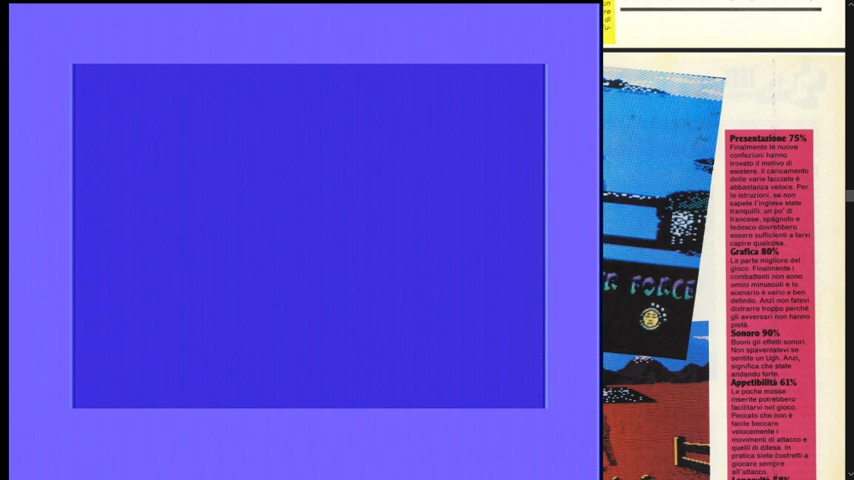 un
re
di
u-
R FORCE
Presentazione 75%
Finalmente le nuove
confezioni hanno
trovato il motivo di
esistere, il caricamento
delle varie facciate è
abbastanza veloce. Per
le istruzioni, se non
sapete l'inglese state
tranquilli: un po' di
francese, spagnolo e
tedesco dovrebbero
essere sufficienti a farvi
capire qualcosa.
Grafica 80%
La parte migliore del
gioco. Finalmente i
combattenti non sono
omini minuscoli e lo
scenario è vario e ben
definito. Anzi non fatevi
distrarre troppo perché
gli avversari non hanno
pietà.
Sonoro 90%
Buoni gli effetti sonori.
Non spaventatevi se
sentite un Ugh. Anzi,
significa che state
andando forte.
Appetibilità 61%
Le poche mosse
inserite potrebbero
facilitarvi nel gioco.
Peccato che non è
facile beccare
velocemente i
movimenti di attacco e
quelli di difesa. In
pratica siete costretti a
giocare sempre
all'attacco.